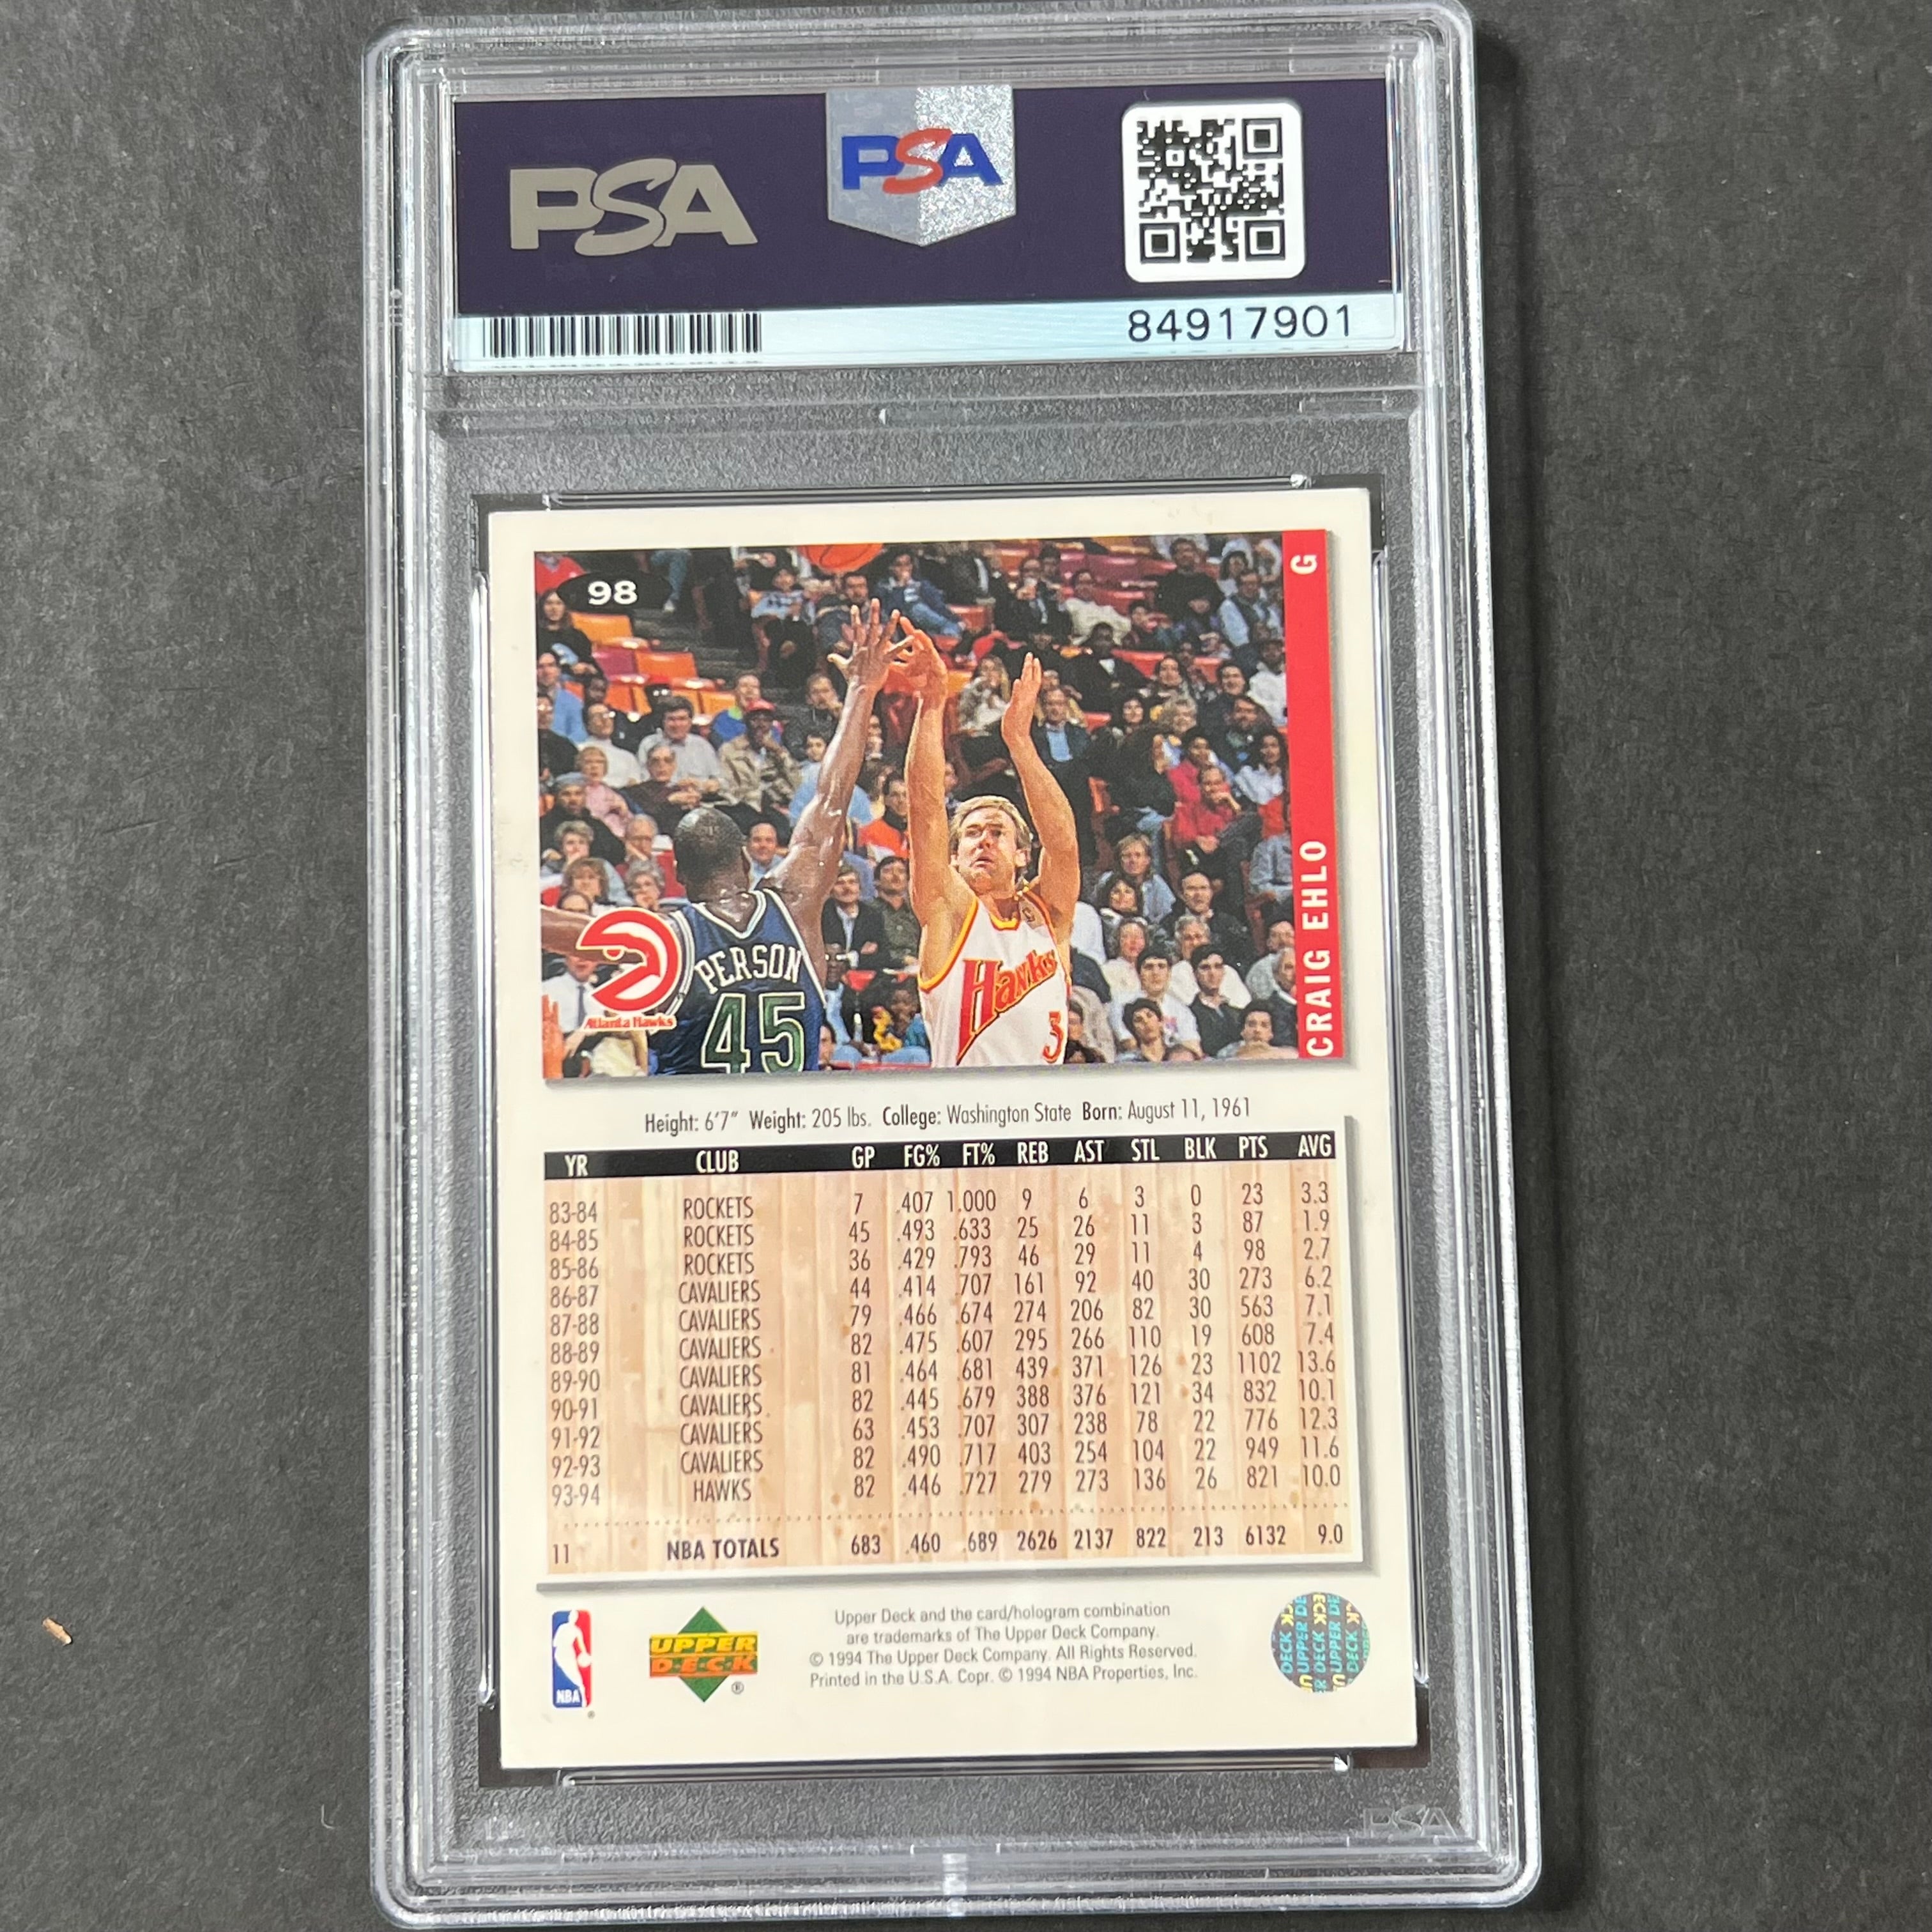 PSA
PSA
84917901
98
G
CRAIG EHLO
PERSON
45
Hawks
3
Atlanta Hawks
Height: 6'7" Weight: 205 lbs. College: Washington State Born: August 11, 1961
YR CLUB GP FG% FT% REB AST STL BLK PTS AVG
83-84 ROCKETS 7 .407 1.000 9 6 3 0 23 3.3
84-85 ROCKETS 45 .493 .633 25 26 11 3 87 1.9
85-86 ROCKETS 36 .429 .793 46 29 11 4 98 2.7
86-87 CAVALIERS 44 .414 .707 161 92 40 30 273 6.2
87-88 CAVALIERS 79 .466 .674 274 206 82 30 563 7.1
88-89 CAVALIERS 82 .475 .607 295 266 110 19 608 7.4
89-90 CAVALIERS 81 .464 .681 439 371 126 23 1102 13.6
90-91 CAVALIERS 82 .445 .679 388 376 121 34 832 10.1
91-92 CAVALIERS 63 .453 .707 307 238 78 22 776 12.3
92-93 CAVALIERS 82 .490 .717 403 254 104 22 949 11.6
93-94 HAWKS 82 .446 .727 279 273 136 26 821 10.0
11 NBA TOTALS 683 .460 .689 2626 2137 822 213 6132 9.0
NBA
UPPER
DECK
®
Upper Deck and the card/hologram combination
are trademarks of The Upper Deck Company.
© 1994 The Upper Deck Company. All Rights Reserved.
Printed in the U.S.A. Copr. © 1994 NBA Properties, Inc.
UPPER DECK
PSA